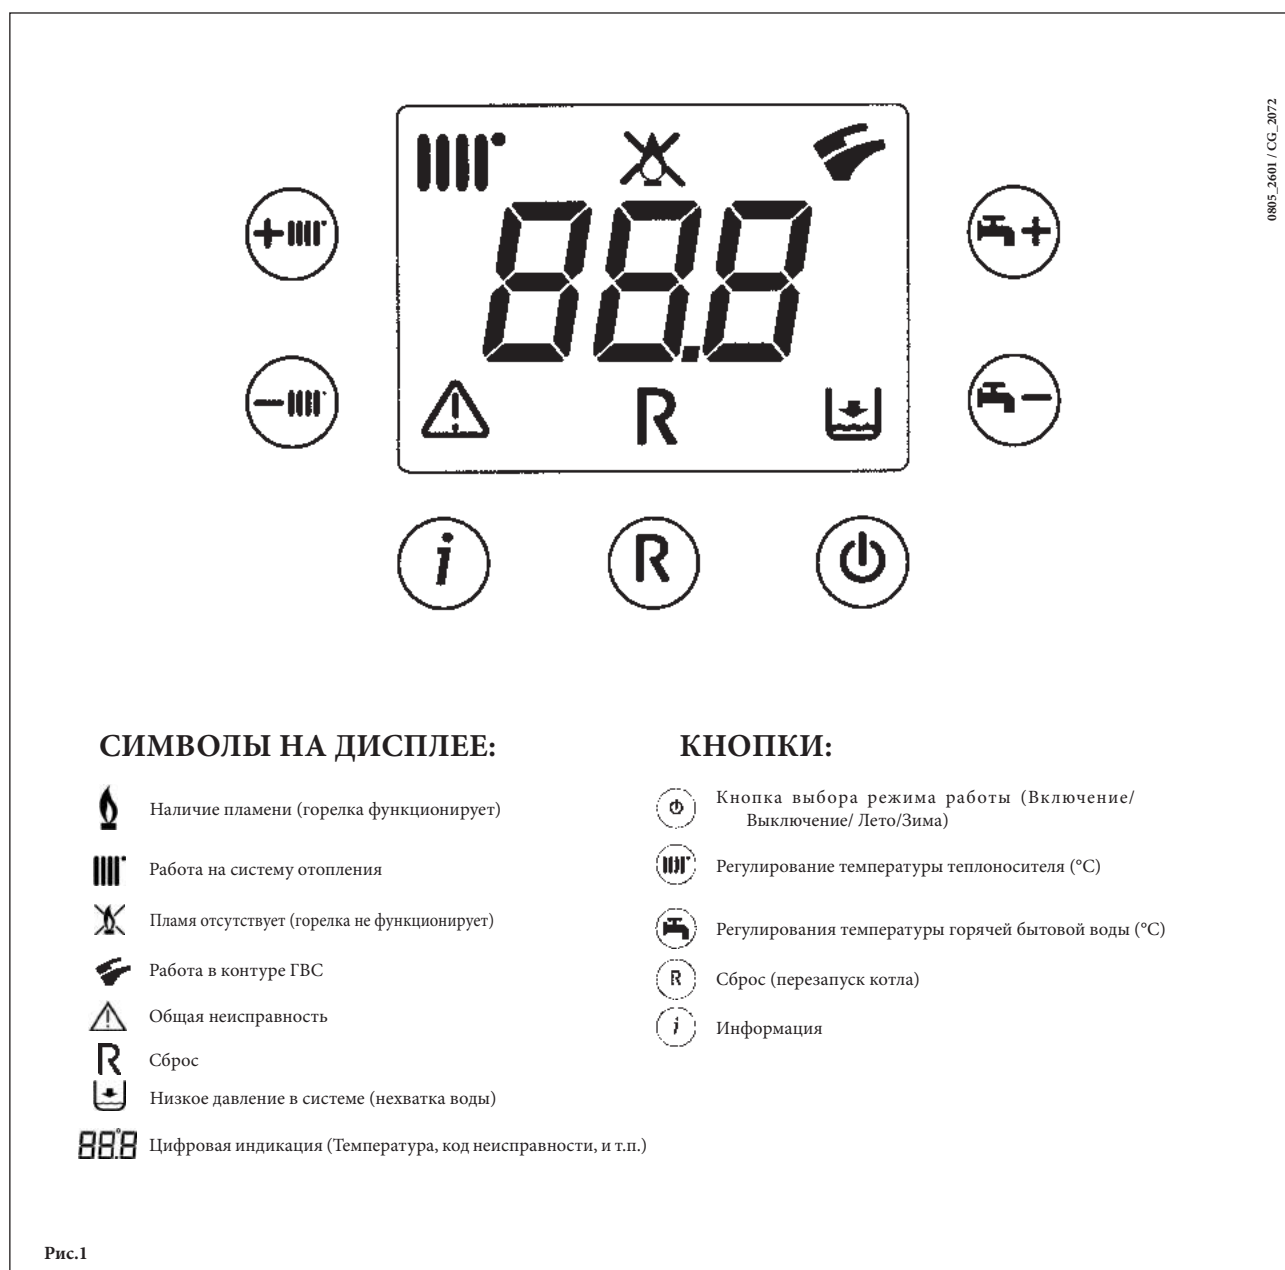 0805_2601 / CG_2072
88.8
R
i
R
СИМВОЛЫ НА ДИСПЛЕЕ:
Наличие пламени (горелка функционирует)
Работа на систему отопления
Пламя отсутствует (горелка не функционирует)
Работа в контуре ГВС
Общая неисправность
R Сброс
Низкое давление в системе (нехватка воды)
88.8 Цифровая индикация (Температура, код неисправности, и т.п.)
КНОПКИ:
Кнопка выбора режима работы (Включение/
Выключение/ Лето/Зима)
Регулирование температуры теплоносителя (°C)
Регулирования температуры горячей бытовой воды (°C)
R Сброс (перезапуск котла)
i Информация
Рис.1